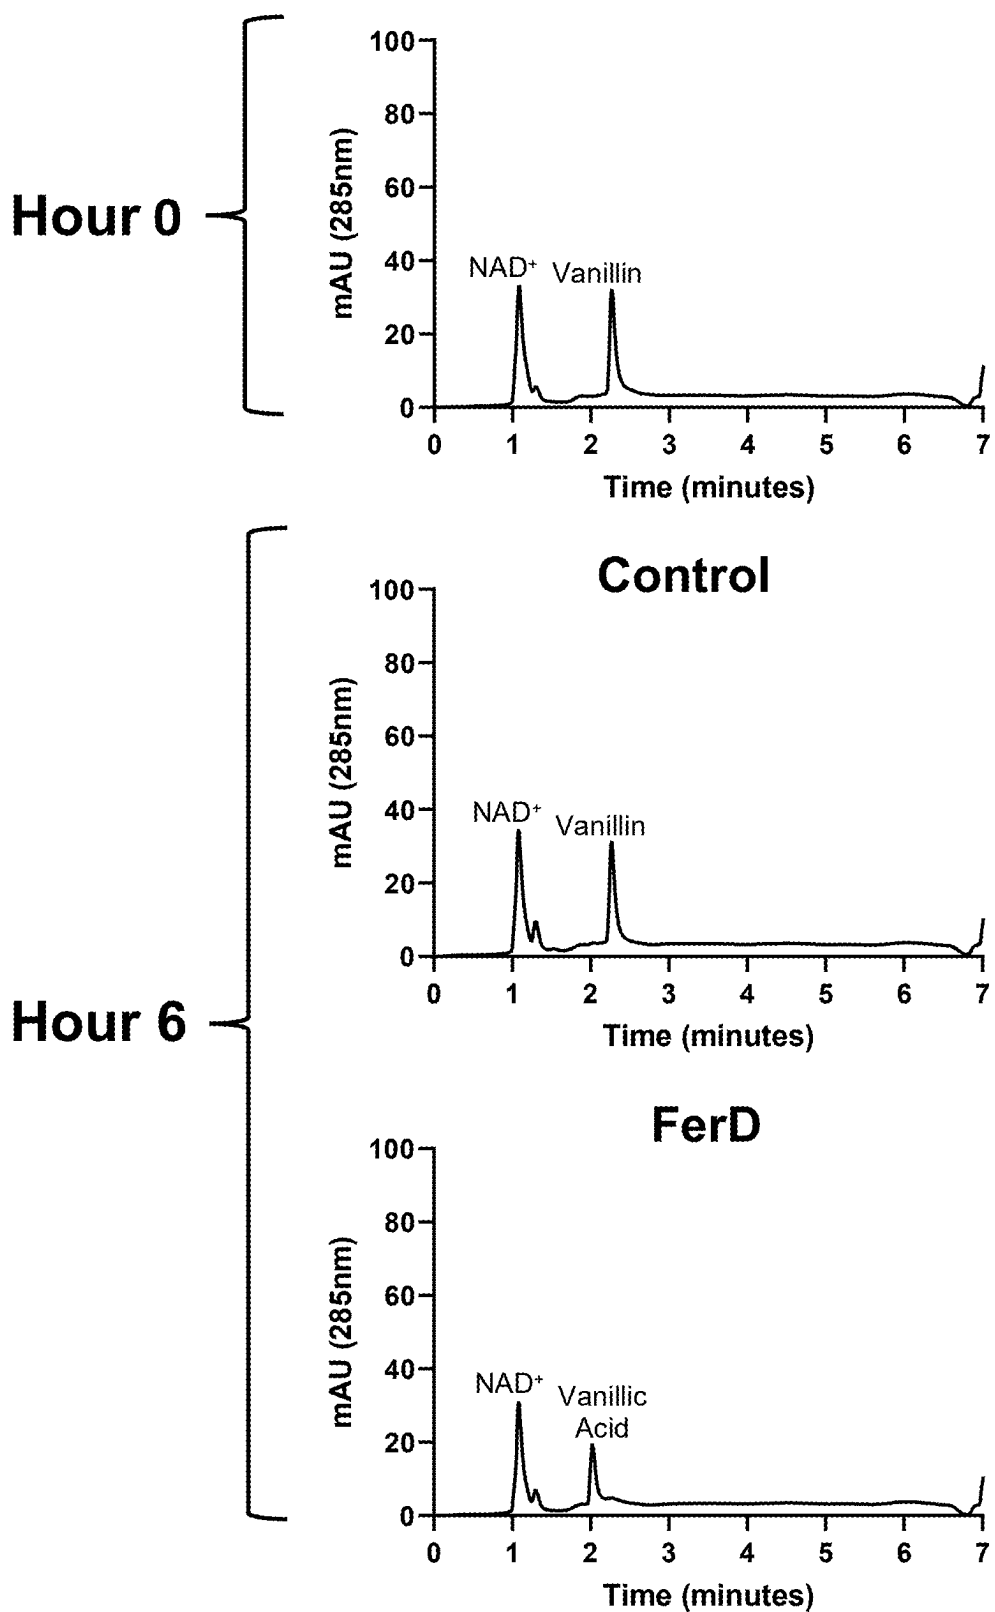 Hour 0
mAU (285nm)
100
80
60
40
20
0
NAD⁺
Vanillin
0 1 2 3 4 5 6 7
Time (minutes)
Hour 6
Control
mAU (285nm)
100
80
60
40
20
0
NAD⁺
Vanillin
0 1 2 3 4 5 6 7
Time (minutes)
FerD
mAU (285nm)
100
80
60
40
20
0
NAD⁺
Vanillic
Acid
0 1 2 3 4 5 6 7
Time (minutes)